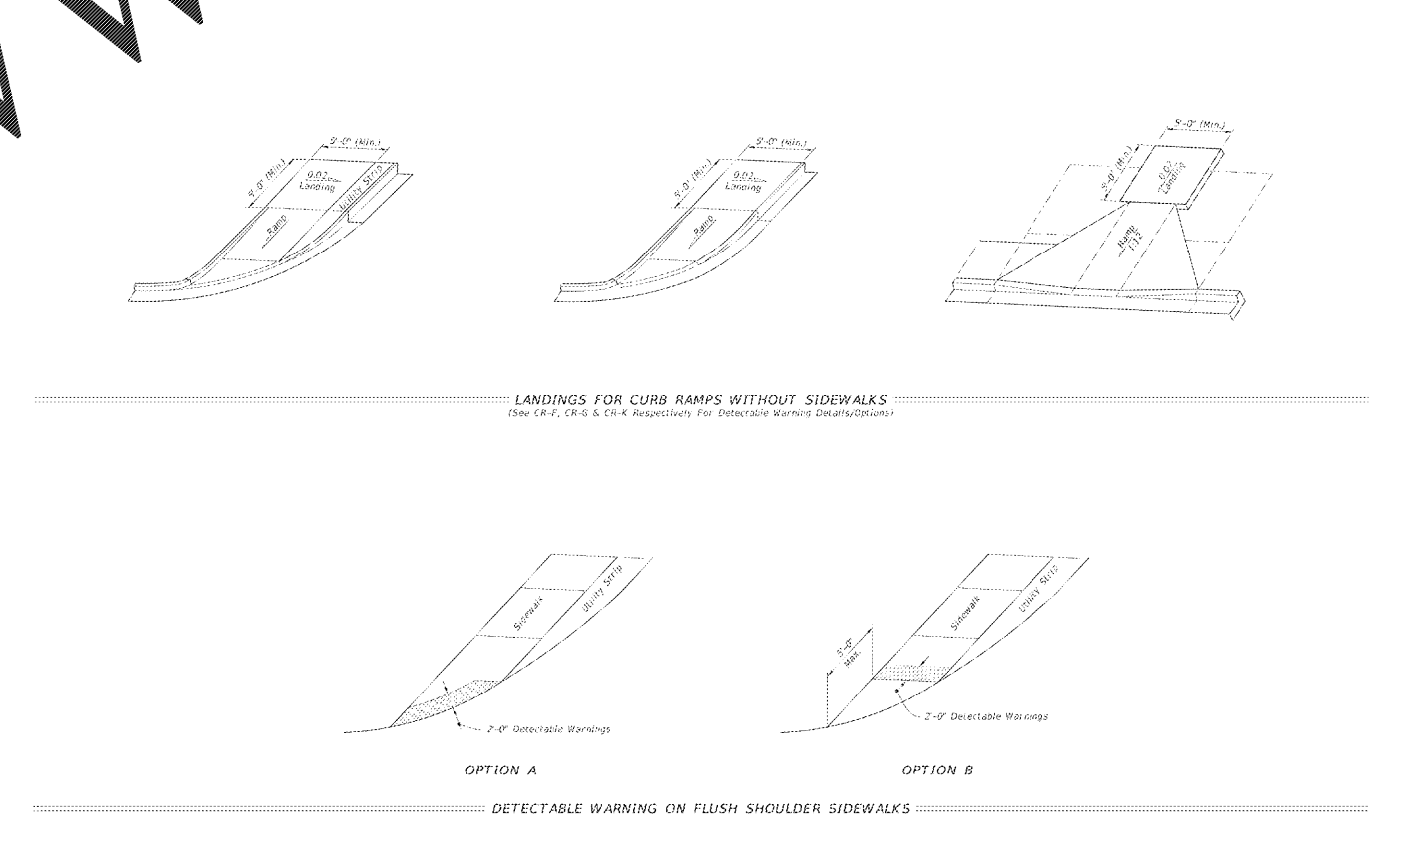 5'-0" (Min.)
5'-0" (Min.)
0.02
Landing
Utility Strip
Ramp
5'-0" (Min.)
5'-0" (Min.)
0.02
Landing
Ramp
5'-0" (Min.)
5'-0" (Min.)
0.02
Landing
Ramp
1:12
LANDINGS FOR CURB RAMPS WITHOUT SIDEWALKS
(See CR-F, CR-G & CR-K Respectively For Detectable Warning Details/Options)
Sidewalk
Utility Strip
2'-0" Detectable Warnings
OPTION A
Sidewalk
Utility Strip
5'-0"
Max.
2'-0" Detectable Warnings
OPTION B
DETECTABLE WARNING ON FLUSH SHOULDER SIDEWALKS